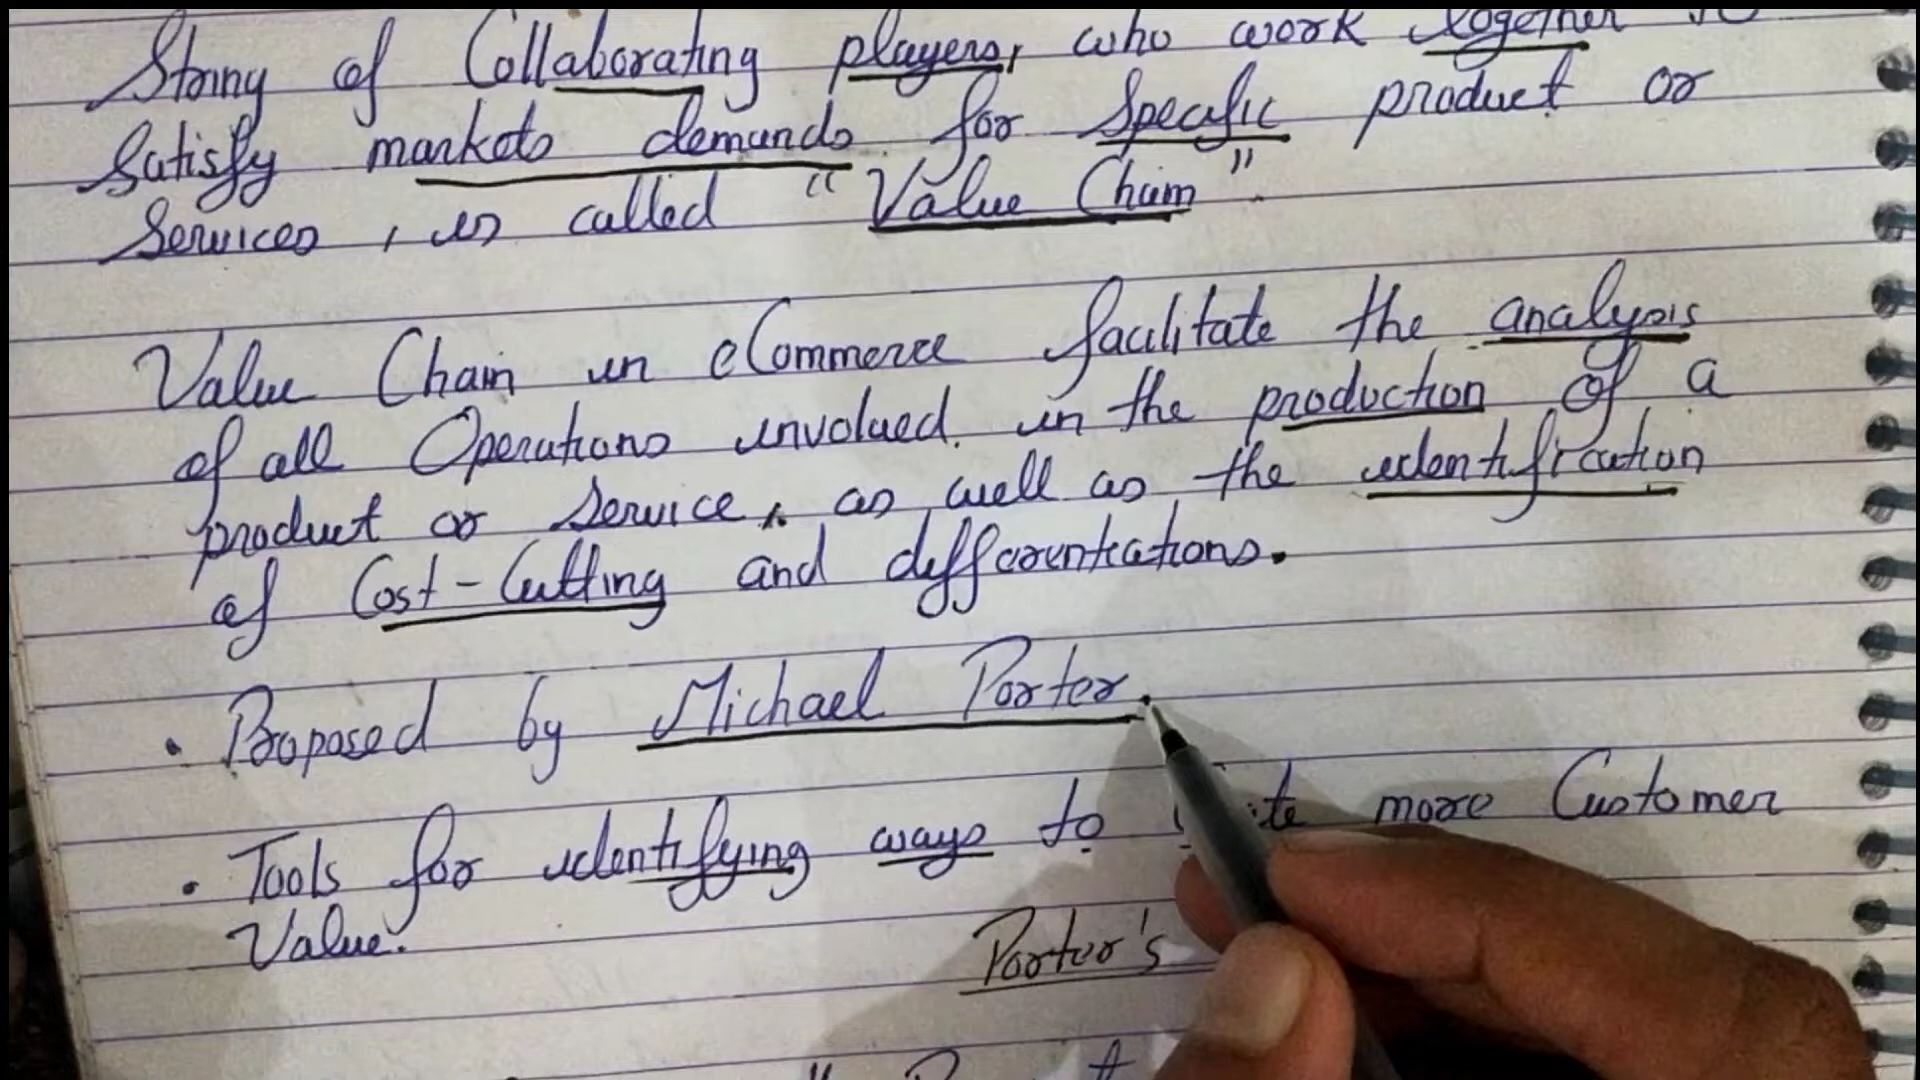 String of Collaborating players, who work together to
Satisfy markets demands for Specific product or
Services, is called "Value Chain".
Value Chain in eCommerce facilitate the analysis
of all Operations involved in the production of a
product or Service, as well as the identification
of Cost-Cutting and differentiations.
• Proposed by Michael Porter.
• Tools for identifying ways to more Customer
Value.
Porter's